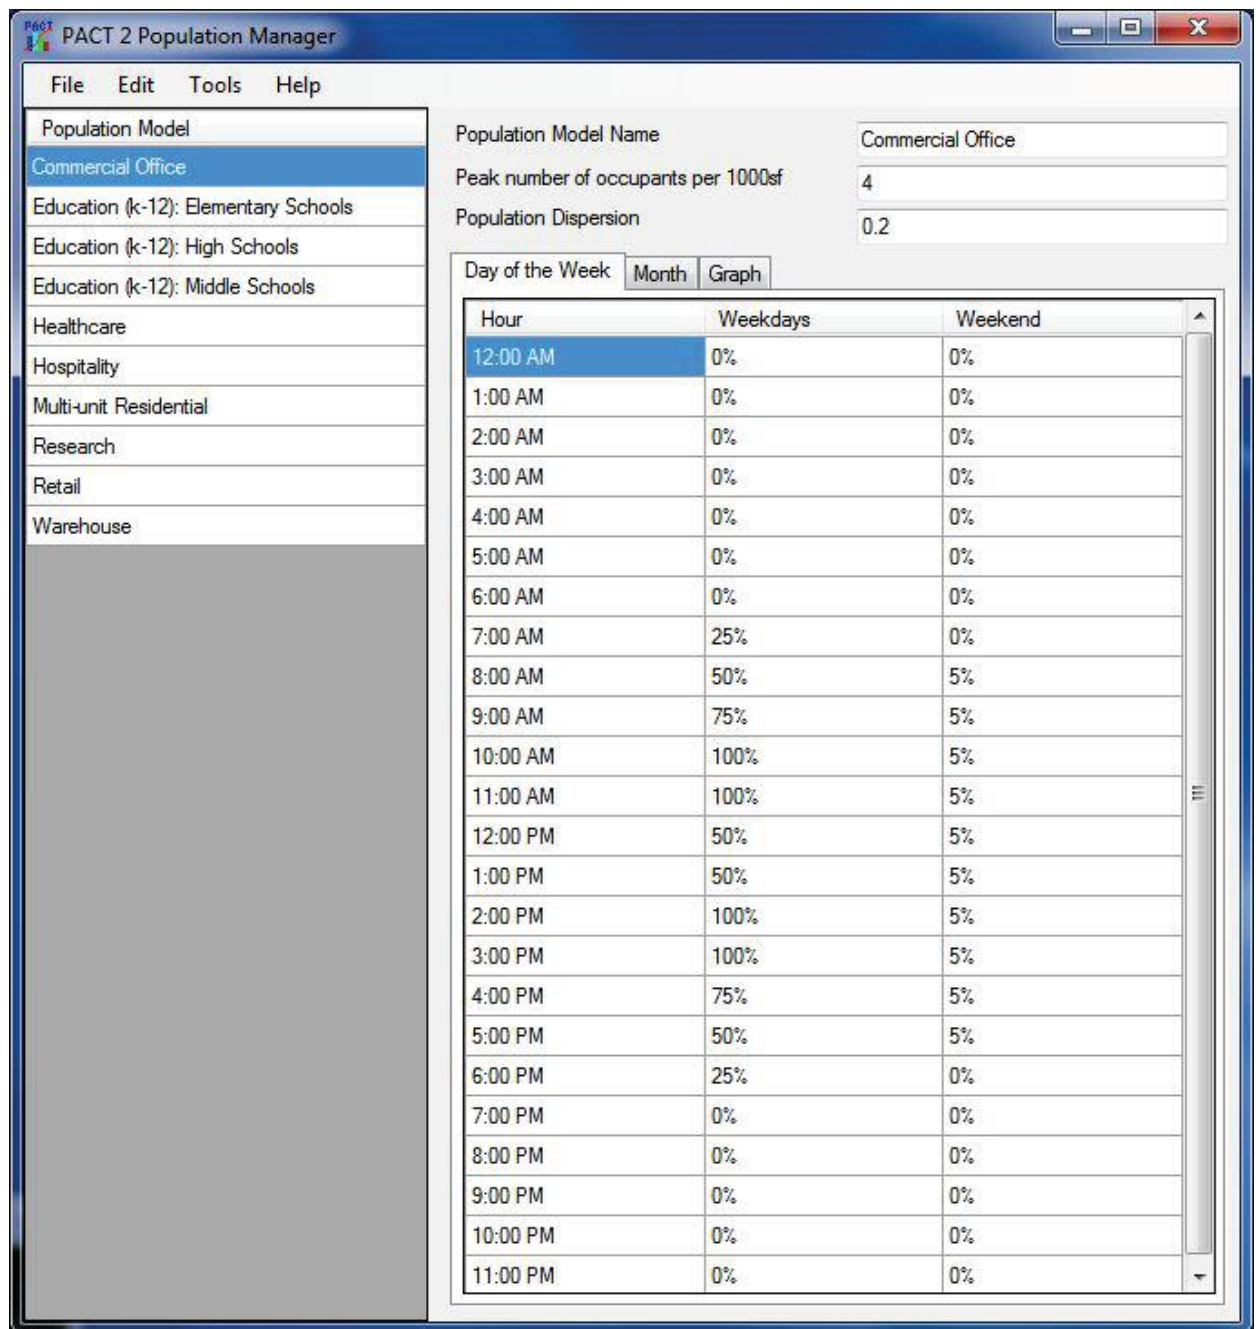 PACT PACT 2 Population Manager
File Edit Tools Help
Population Model
Commercial Office
Education (k-12): Elementary Schools
Education (k-12): High Schools
Education (k-12): Middle Schools
Healthcare
Hospitality
Multi-unit Residential
Research
Retail
Warehouse
Population Model Name Commercial Office
Peak number of occupants per 1000sf 4
Population Dispersion 0.2
Day of the Week Month Graph
Hour Weekdays Weekend
12:00 AM 0% 0%
1:00 AM 0% 0%
2:00 AM 0% 0%
3:00 AM 0% 0%
4:00 AM 0% 0%
5:00 AM 0% 0%
6:00 AM 0% 0%
7:00 AM 25% 0%
8:00 AM 50% 5%
9:00 AM 75% 5%
10:00 AM 100% 5%
11:00 AM 100% 5%
12:00 PM 50% 5%
1:00 PM 50% 5%
2:00 PM 100% 5%
3:00 PM 100% 5%
4:00 PM 75% 5%
5:00 PM 50% 5%
6:00 PM 25% 0%
7:00 PM 0% 0%
8:00 PM 0% 0%
9:00 PM 0% 0%
10:00 PM 0% 0%
11:00 PM 0% 0%